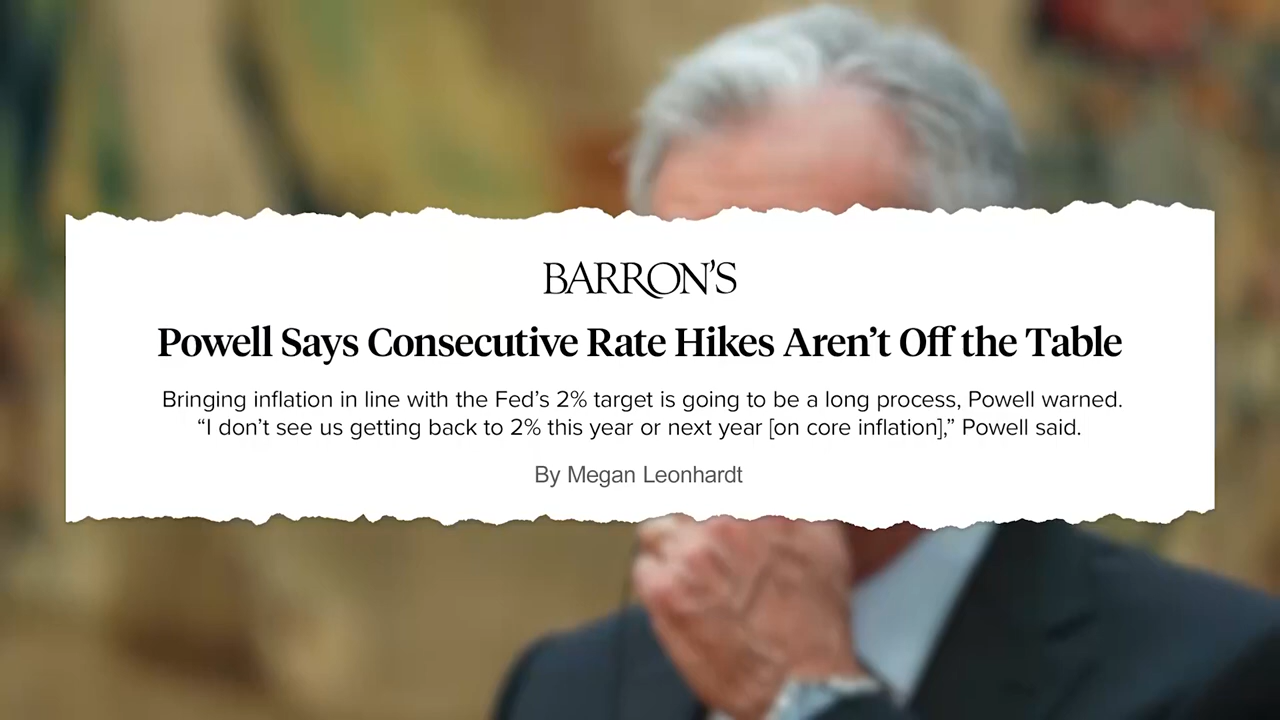 BARRON'S
Powell Says Consecutive Rate Hikes Aren’t Off the Table
Bringing inflation in line with the Fed’s 2% target is going to be a long process, Powell warned.
“I don’t see us getting back to 2% this year or next year [on core inflation],” Powell said.
By Megan Leonhardt